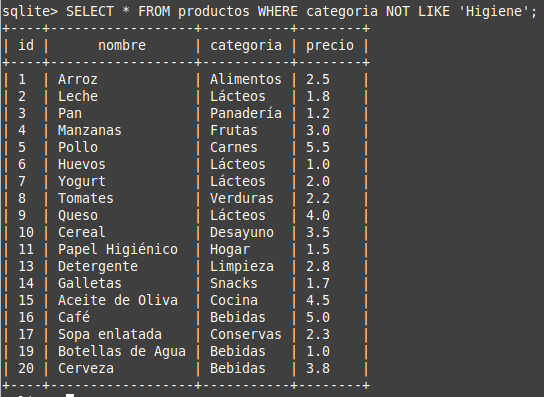 sqlite> SELECT * FROM productos WHERE categoria NOT LIKE 'Higiene';
+----+------------------+-----------+--------+
| id |      nombre      | categoria | precio |
+----+------------------+-----------+--------+
| 1  | Arroz            | Alimentos | 2.5    |
| 2  | Leche            | Lácteos   | 1.8    |
| 3  | Pan              | Panadería | 1.2    |
| 4  | Manzanas         | Frutas    | 3.0    |
| 5  | Pollo            | Carnes    | 5.5    |
| 6  | Huevos           | Lácteos   | 1.0    |
| 7  | Yogurt           | Lácteos   | 2.0    |
| 8  | Tomates          | Verduras  | 2.2    |
| 9  | Queso            | Lácteos   | 4.0    |
| 10 | Cereal           | Desayuno  | 3.5    |
| 11 | Papel Higiénico  | Hogar     | 1.5    |
| 13 | Detergente       | Limpieza  | 2.8    |
| 14 | Galletas         | Snacks    | 1.7    |
| 15 | Aceite de Oliva  | Cocina    | 4.5    |
| 16 | Café             | Bebidas   | 5.0    |
| 17 | Sopa enlatada    | Conservas | 2.3    |
| 19 | Botellas de Agua | Bebidas   | 1.0    |
| 20 | Cerveza          | Bebidas   | 3.8    |
+----+------------------+-----------+--------+